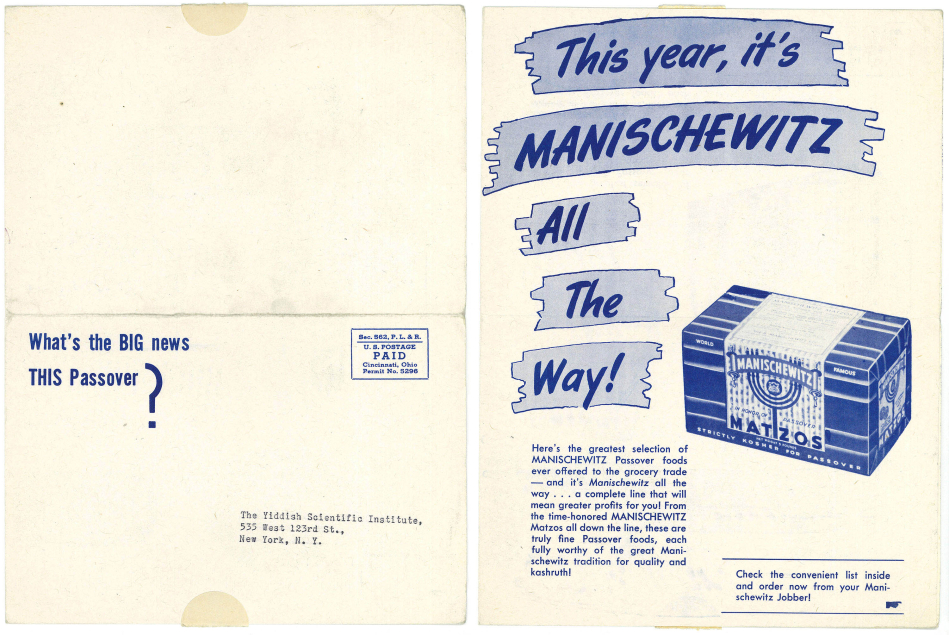 What's the BIG news
THIS Passover
?
Sec. 562, P. L. & R.
U. S. POSTAGE
PAID
Cincinnati, Ohio
Permit No. 5296
The Yiddish Scientific Institute,
535 West 123rd St.,
New York, N. Y.
This year, it's
MANISCHEWITZ
All
The
Way!
WORLD
FAMOUS
MANISCHEWITZ
MATZOS
STRICTLY KOSHER FOR PASSOVER
Here's the greatest selection of
MANISCHEWITZ Passover foods
ever offered to the grocery trade
— and it's Manischewitz all the
way . . . a complete line that will
mean greater profits for you! From
the time-honored MANISCHEWITZ
Matzos all down the line, these are
truly fine Passover foods, each
fully worthy of the great Mani-
schewitz tradition for quality and
kashruth!
Check the convenient list inside
and order now from your Mani-
schewitz Jobber!